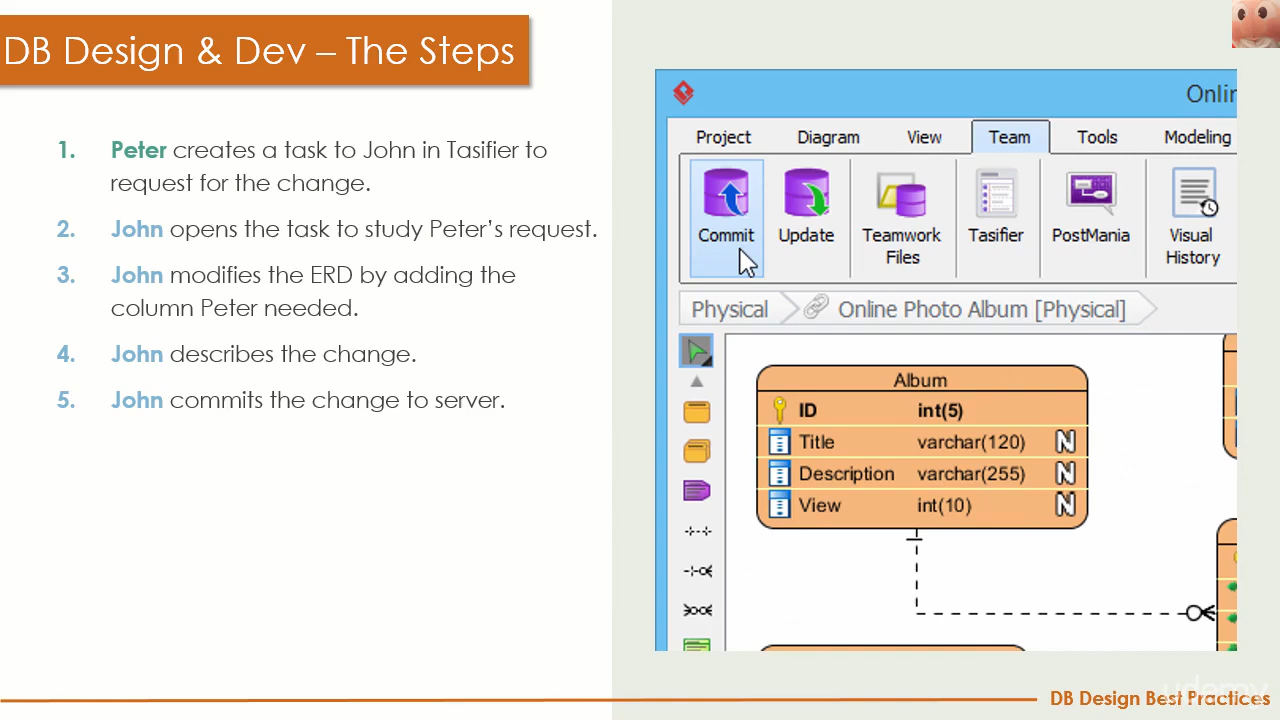 DB Design & Dev – The Steps
1. Peter creates a task to John in Tasifier to
request for the change.
2. John opens the task to study Peter's request.
3. John modifies the ERD by adding the
column Peter needed.
4. John describes the change.
5. John commits the change to server.
Onlin
Project Diagram View Team Tools Modeling
Commit Update Teamwork Files Tasifier PostMania Visual History
Physical Online Photo Album [Physical]
Album
ID int(5)
Title varchar(120) N
Description varchar(255) N
View int(10) N
DB Design Best Practices
udemy